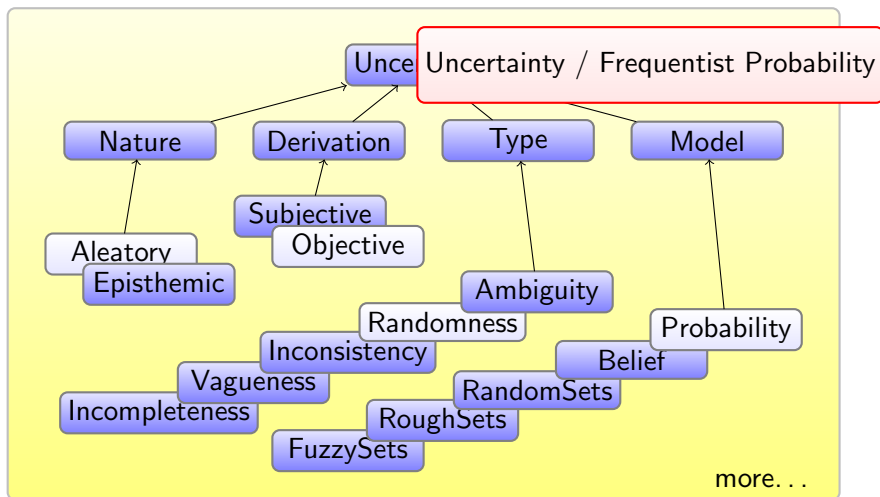 Uncer
Uncertainty / Frequentist Probability
Nature
Derivation
Type
Model
Subjective
Objective
Aleatory
Episthemic
Ambiguity
Randomness
Probability
Inconsistency
Belief
Vagueness
RandomSets
Incompleteness
RoughSets
FuzzySets
more...